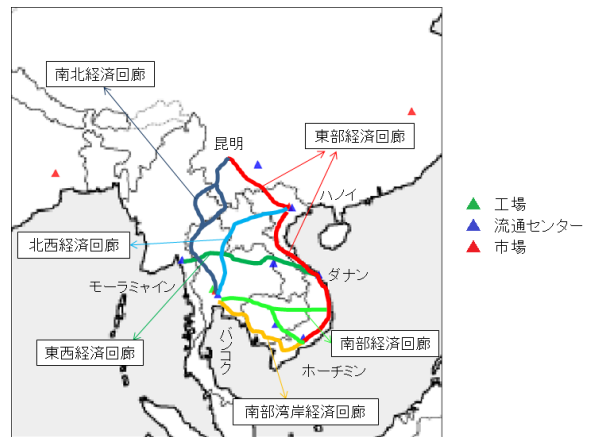 南北経済回廊
昆明
東部経済回廊
ハノイ
工場
流通センター
市場
北西経済回廊
ダナン
モーラミャイン
東西経済回廊
バンコク
南部経済回廊
ホーチミン
南部湾岸経済回廊